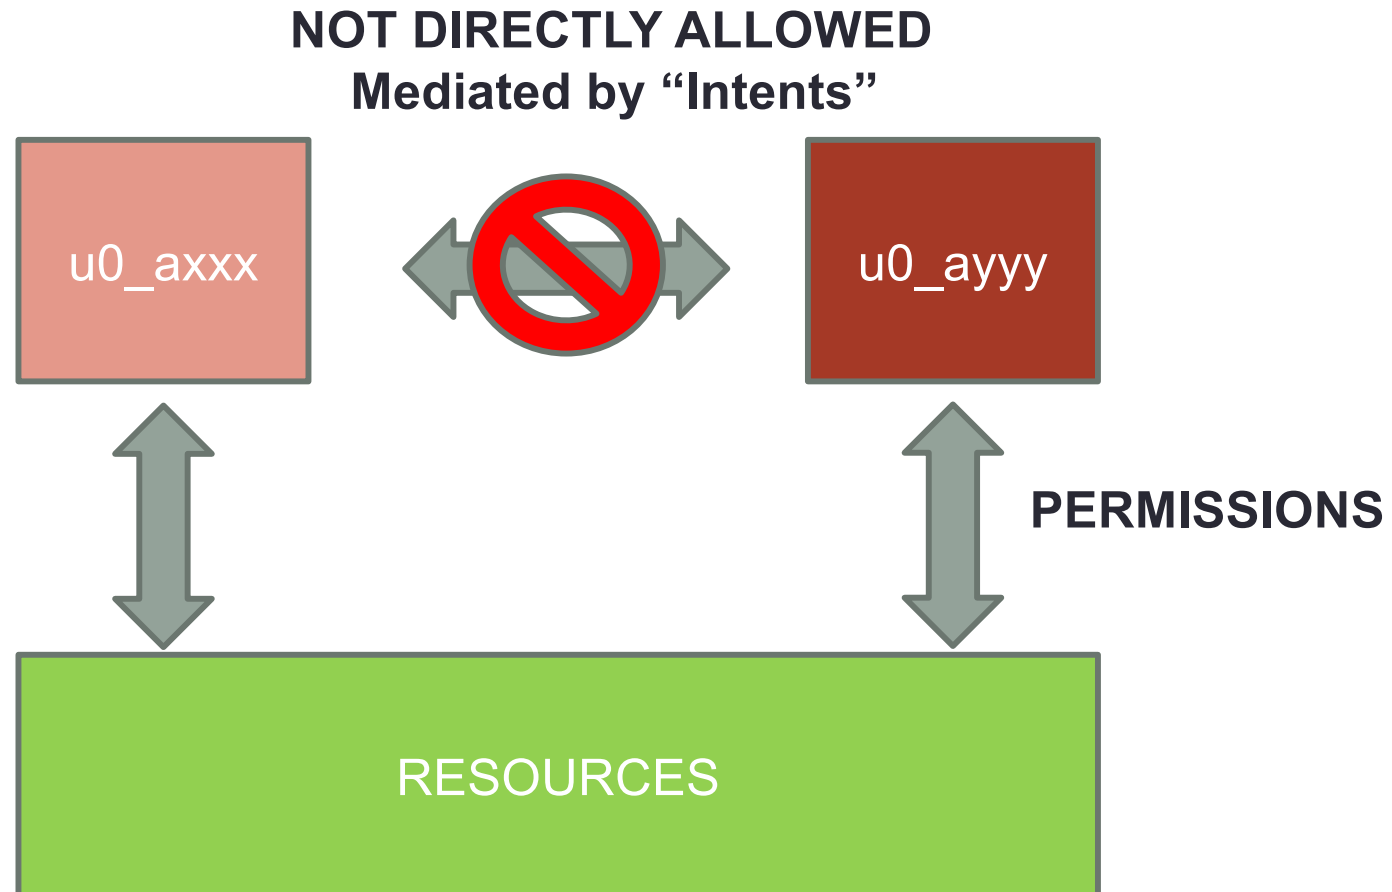 NOT DIRECTLY ALLOWED
Mediated by “Intents”
u0_axxx
u0_ayyy
PERMISSIONS
RESOURCES